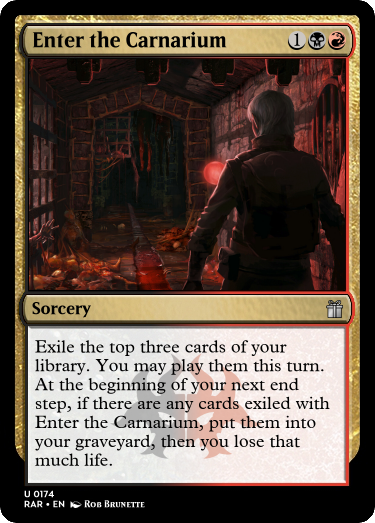 Enter the Carnarium 1
Sorcery
Exile the top three cards of your
library. You may play them this turn.
At the beginning of your next end
step, if there are any cards exiled with
Enter the Carnarium, put them into
your graveyard, then you lose that
much life.
U 0174
RAR • EN Rob Brunette